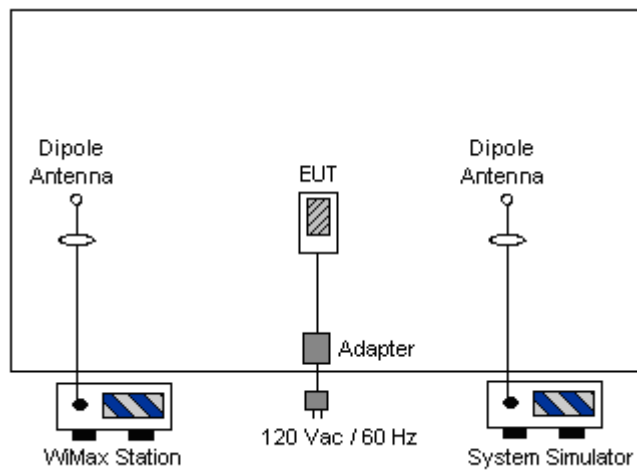 Dipole
Antenna
EUT
Dipole
Antenna
Adapter
120 Vac / 60 Hz
WiMax Station
System Simulator